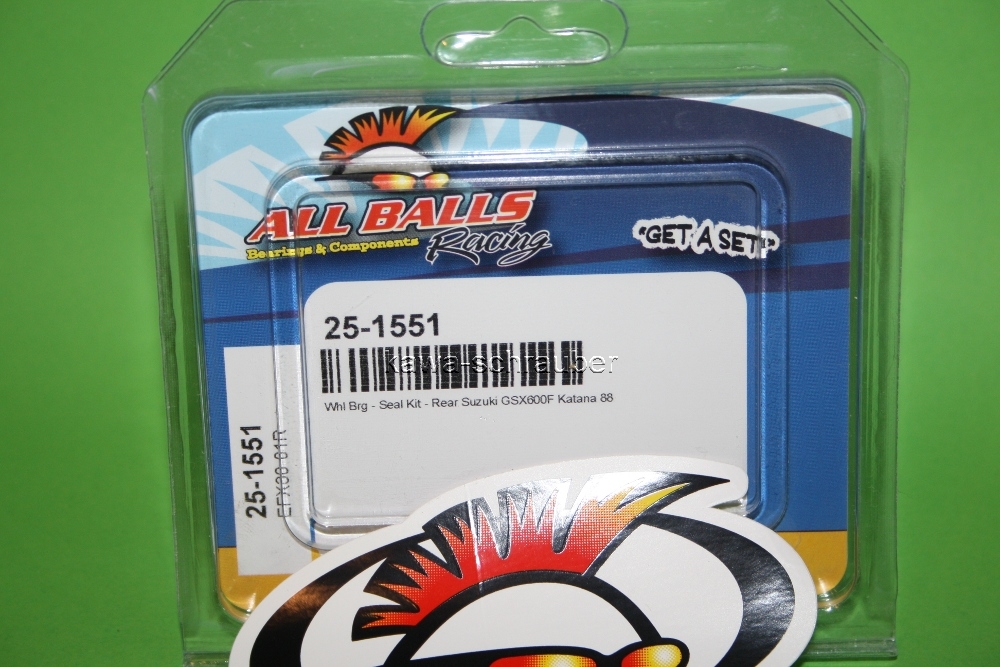 ALL BALLS
Racing
Bearings & Components
"GET A SET!"
25-1551
kawa-schrauber
Whl Brg - Seal Kit - Rear Suzuki GSX600F Katana 88
25-1551